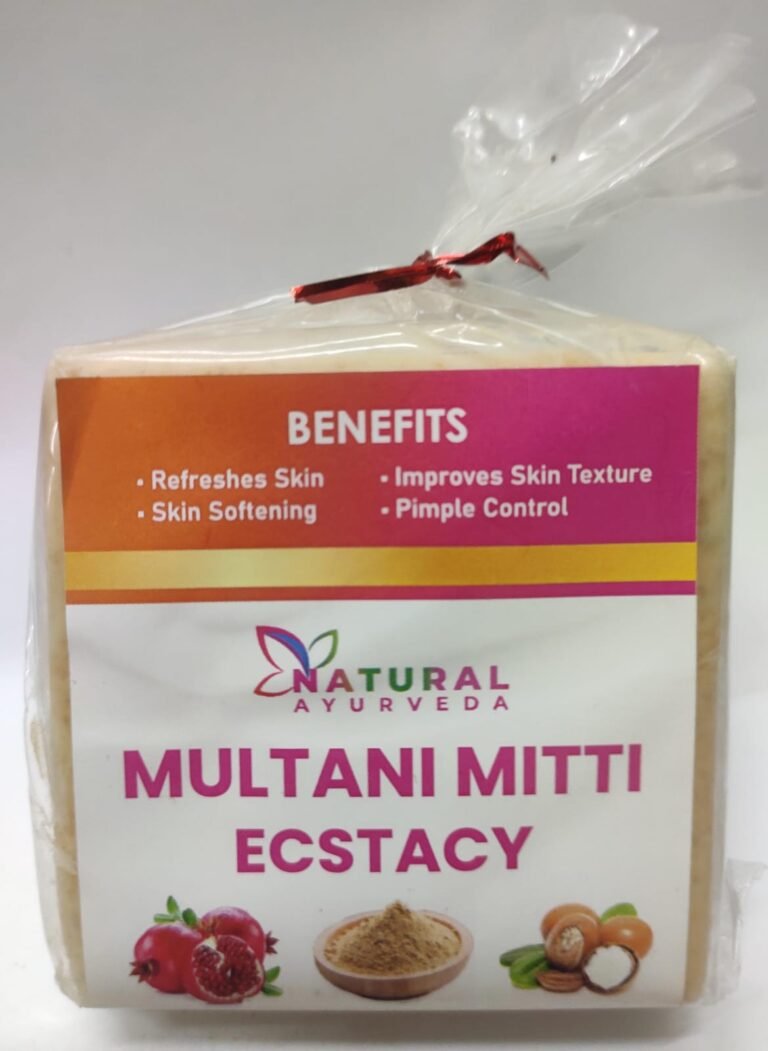 BENEFITS
• Refreshes Skin
• Skin Softening
• Improves Skin Texture
• Pimple Control
NATURAL
AYURVEDA
MULTANI MITTI
ECSTACY